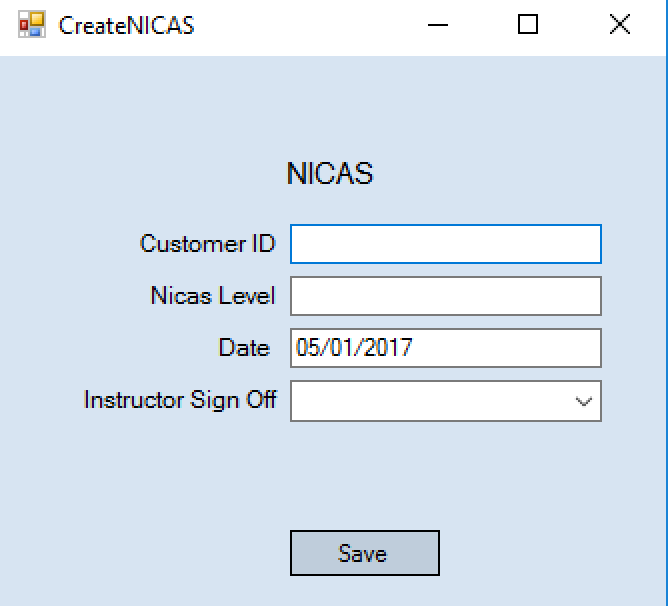 CreateNICAS
NICAS
Customer ID
Nicas Level
Date 05/01/2017
Instructor Sign Off
Save